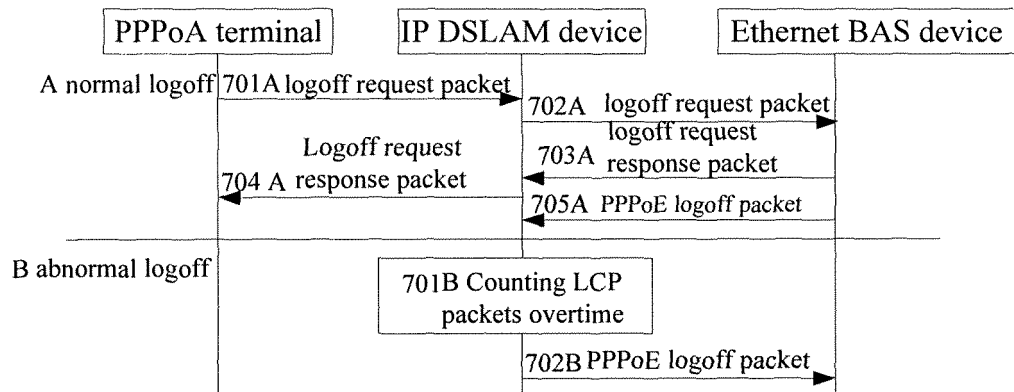 PPPoA terminal
IP DSLAM device
Ethernet BAS device
A normal logoff
701A logoff request packet
702A logoff request packet
703A logoff request
response packet
704 A Logoff request
response packet
705A PPPoE logoff packet
B abnormal logoff
701B Counting LCP
packets overtime
702B PPPoE logoff packet